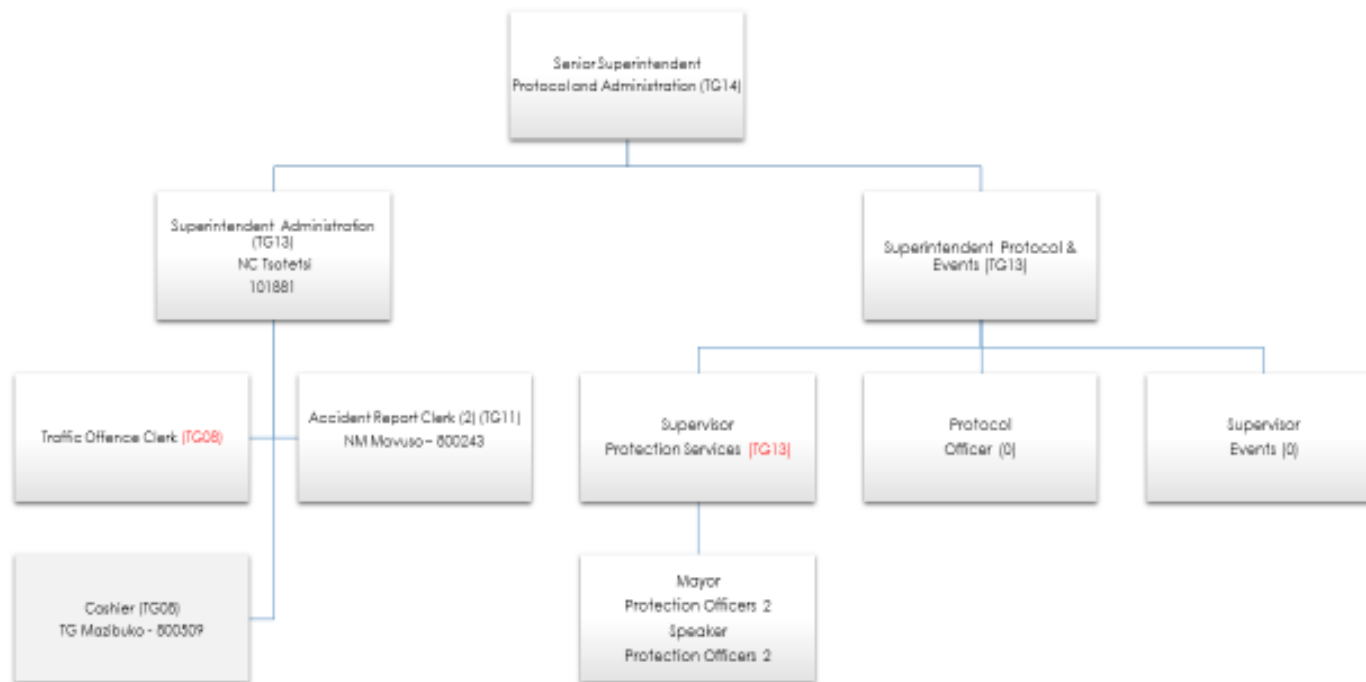 Senior Superintendent
Protocol and Administration (TG14)
Superintendent Administration
(TG13)
NC Tsotetsi
101881
Superintendent Protocol &
Events (TG13)
Traffic Offence Clerk (TG08)
Accident Report Clerk (2) (TG11)
NM Mavuso – 800243
Supervisor
Protection Services (TG13)
Protocol
Officer (0)
Supervisor
Events (0)
Cashier (TG08)
TG Mazibuko - 800509
Mayor
Protection Officers 2
Speaker
Protection Officers 2